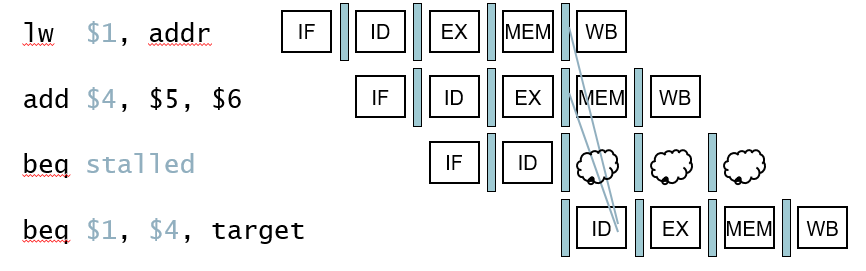 lw $1, addr IF ID EX MEM WB
add $4, $5, $6 IF ID EX MEM WB
beq stalled IF ID
beq $1, $4, target ID EX MEM WB